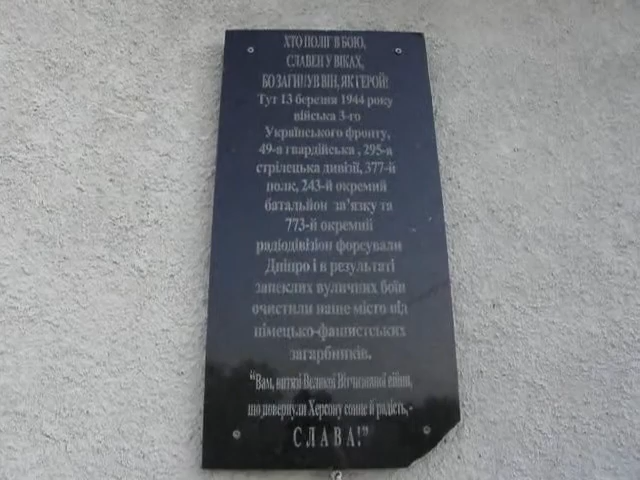 ХТО ПОЛІГ В БОЮ,
СЛАВЕН У ВІКАХ,
БО ЗАГИНУВ ВІН, ЯК ГЕРОЙ!
Тут 13 березня 1944 року
війська 3-го
Українського фронту,
49-а гвардійська , 295-а
стрілецька дивізії, 377-й
полк, 243-й окремий
батальйон зв'язку та
773-й окремий
радіодивізіон форсували
Дніпро і в результаті
запеклих вуличних боїв
очистили наше місто від
німецько-фашистських
загарбників.
"Вам, витязі Великої Вітчизняної війни,
що повернули Херсону сонце й радість,-
С Л А В А !"